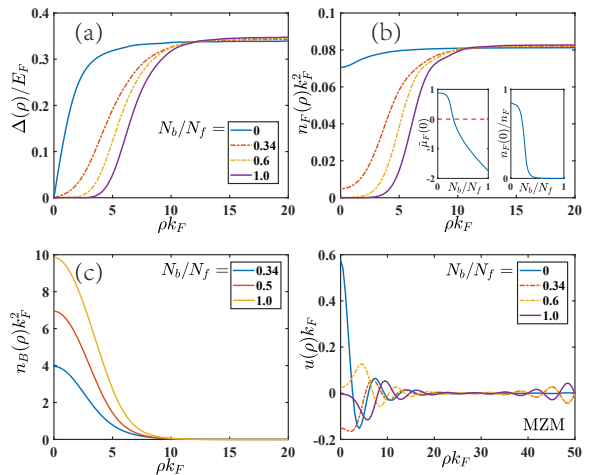 (a)
Δ(ρ)/E_F
0.4
0.3
0.2
0.1
0
N_b/N_f =
0
0.34
0.6
1.0
0 5 10 15 20
ρk_F
(b)
n_F(ρ)k_F^2
0.12
0.08
0.04
0
0 5 10 15 20
ρk_F
μ̄_F(0)
1
0
-1
-2
0 1
N_b/N_f
n_F(0)/n_F
1
0.5
0
0 1
N_b/N_f
(c)
n_B(ρ)k_F^2
10
8
6
4
2
0
N_b/N_f =
0.34
0.5
1.0
0 5 10 15 20
ρk_F
u(ρ)k_F
0.6
0.4
0.2
0
-0.2
N_b/N_f =
0
0.34
0.6
1.0
MZM
0 10 20 30 40 50
ρk_F